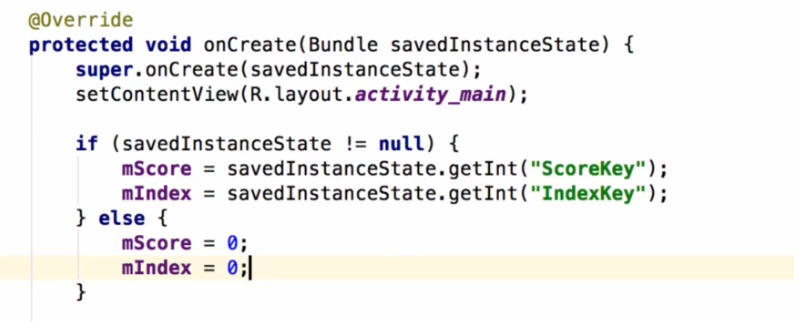 @Override
protected void onCreate(Bundle savedInstanceState) {
    super.onCreate(savedInstanceState);
    setContentView(R.layout.activity_main);

    if (savedInstanceState != null) {
        mScore = savedInstanceState.getInt("ScoreKey");
        mIndex = savedInstanceState.getInt("IndexKey");
    } else {
        mScore = 0;
        mIndex = 0;
    }